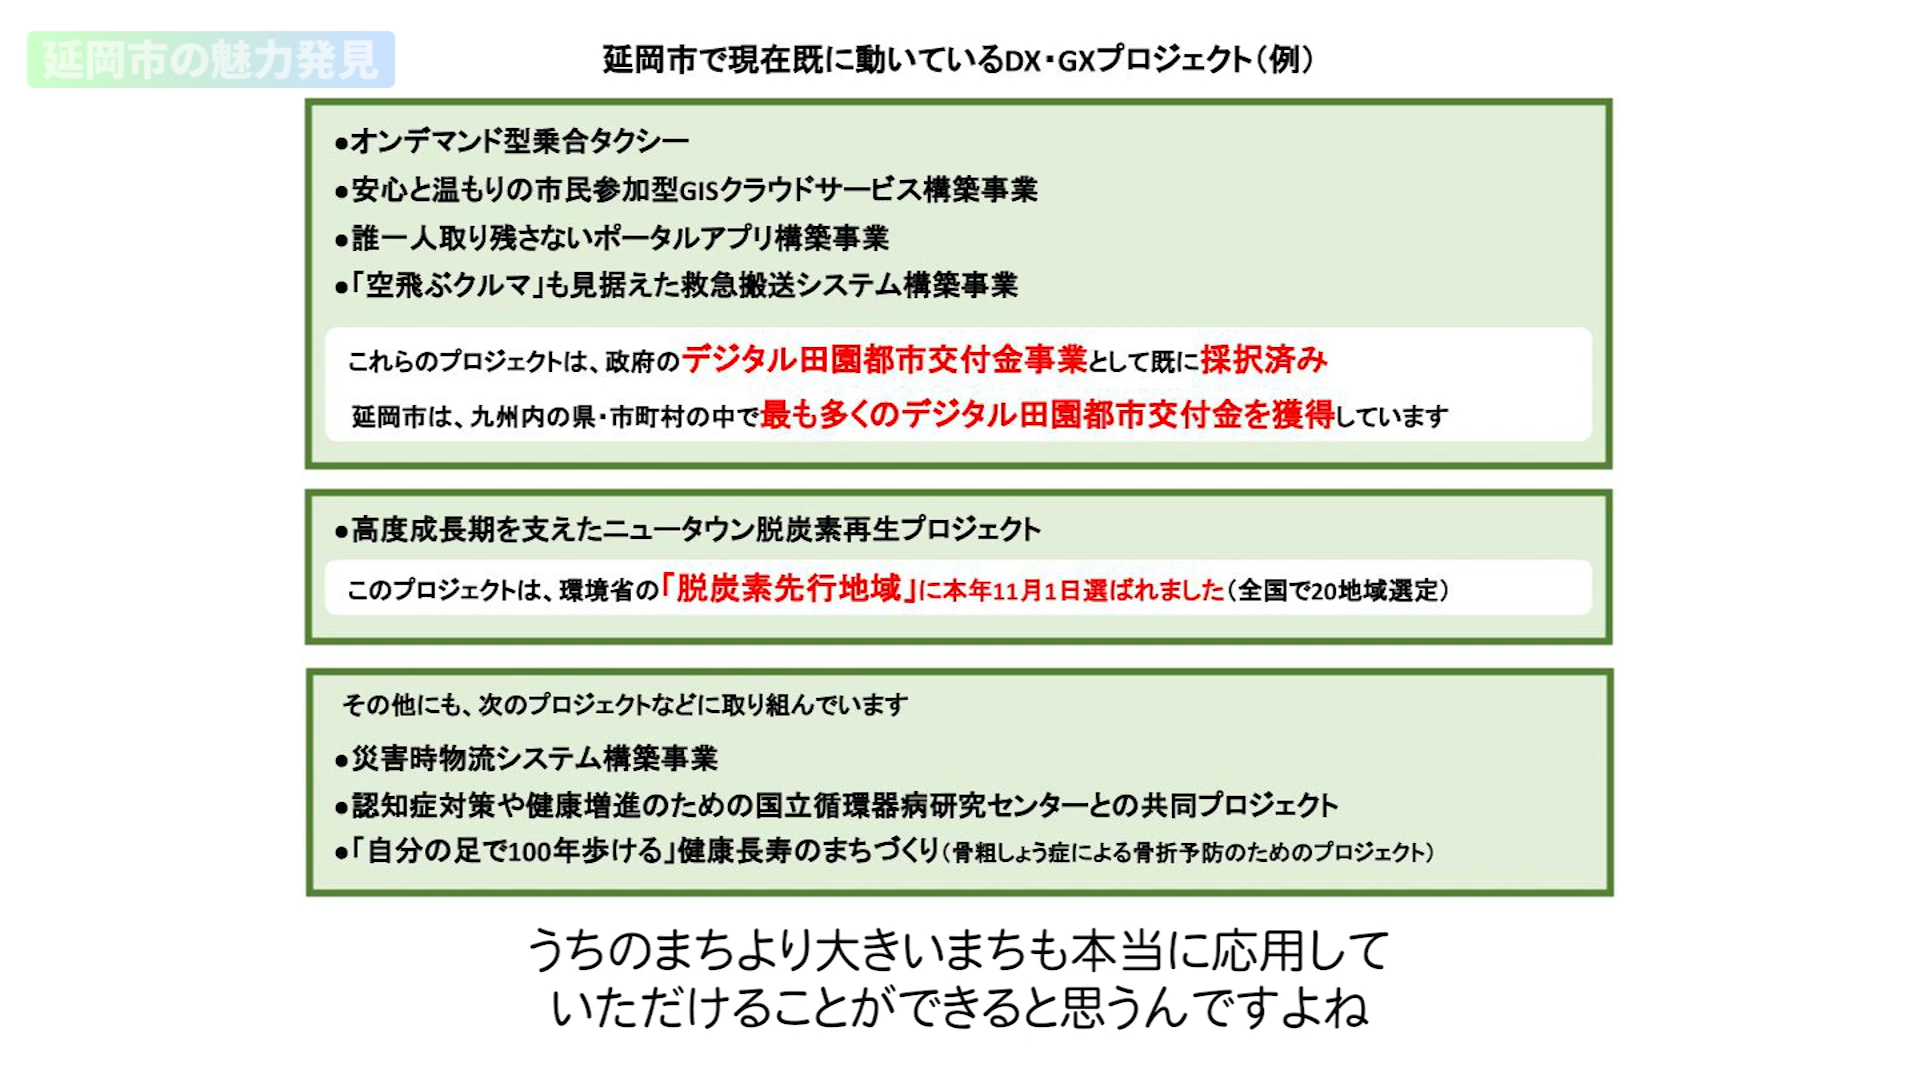 延岡市の魅力発見
延岡市で現在既に動いているDX・GXプロジェクト（例）
●オンデマンド型乗合タクシー
●安心と温もりの市民参加型GISクラウドサービス構築事業
●誰一人取り残さないポータルアプリ構築事業
●「空飛ぶクルマ」も見据えた救急搬送システム構築事業
これらのプロジェクトは、政府のデジタル田園都市交付金事業として既に採択済み
延岡市は、九州内の県・市町村の中で最も多くのデジタル田園都市交付金を獲得しています
●高度成長期を支えたニュータウン脱炭素再生プロジェクト
このプロジェクトは、環境省の「脱炭素先行地域」に本年11月1日選ばれました（全国で20地域選定）
その他にも、次のプロジェクトなどに取り組んでいます
●災害時物流システム構築事業
●認知症対策や健康増進のための国立循環器病研究センターとの共同プロジェクト
●「自分の足で100年歩ける」健康長寿のまちづくり（骨粗しょう症による骨折予防のためのプロジェクト）
うちのまちより大きいまちも本当に応用して
いただけることができると思うんですよね